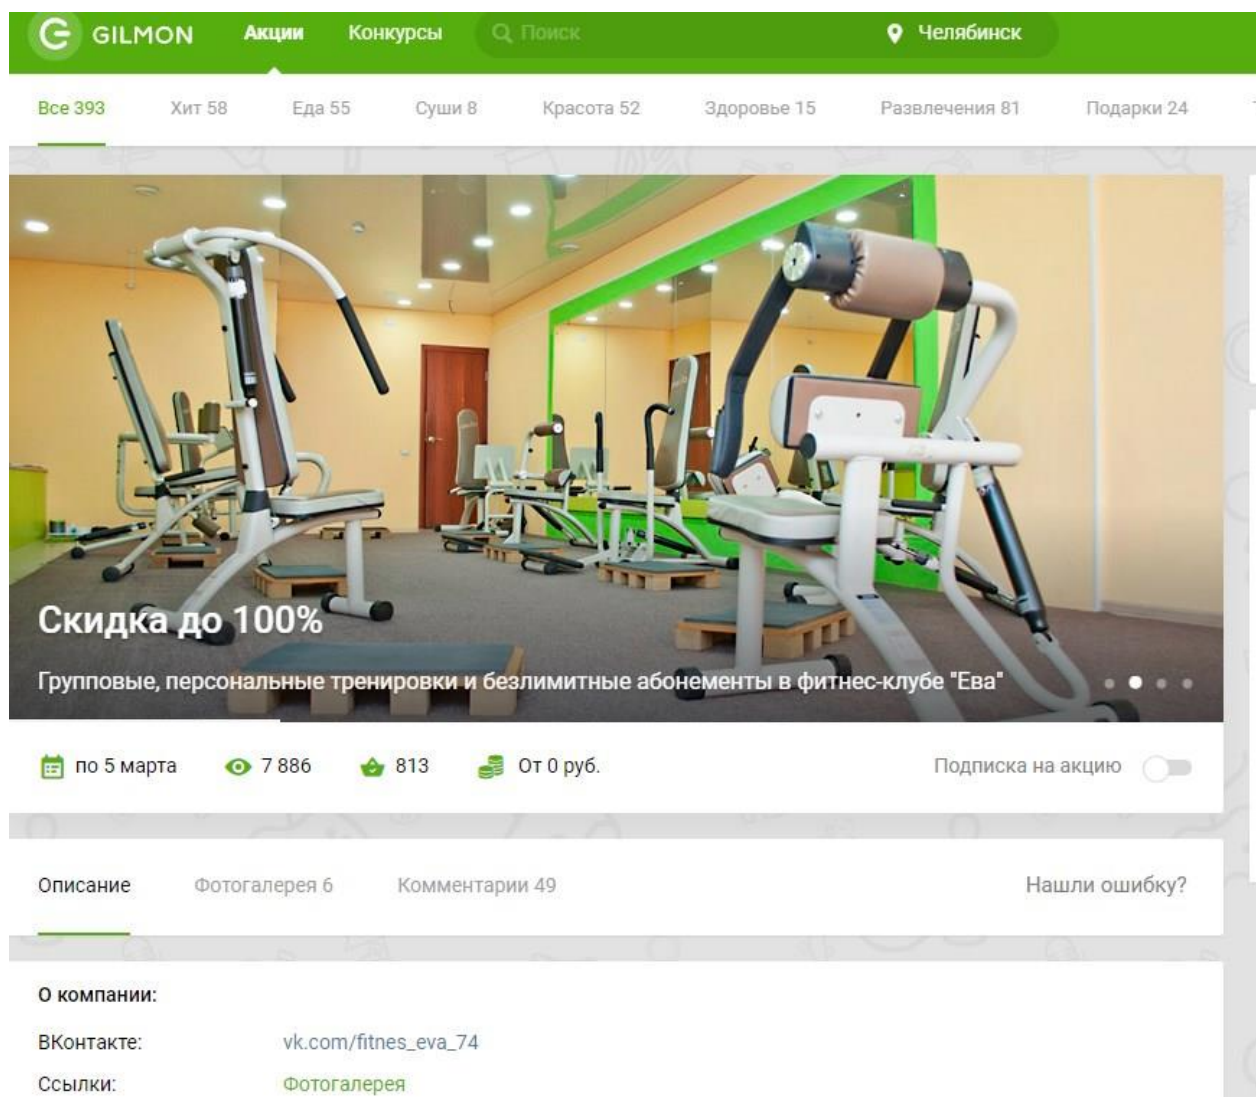 GILMON Акции Конкурсы Поиск Челябинск
Все 393 Хит 58 Еда 55 Суши 8 Красота 52 Здоровье 15 Развлечения 81 Подарки 24
Скидка до 100%
Групповые, персональные тренировки и безлимитные абонементы в фитнес-клубе "Ева"
по 5 марта 7 886 813 От 0 руб. Подписка на акцию
Описание Фотогалерея 6 Комментарии 49 Нашли ошибку?
О компании:
ВКонтакте: vk.com/fitnes_eva_74
Ссылки: Фотогалерея